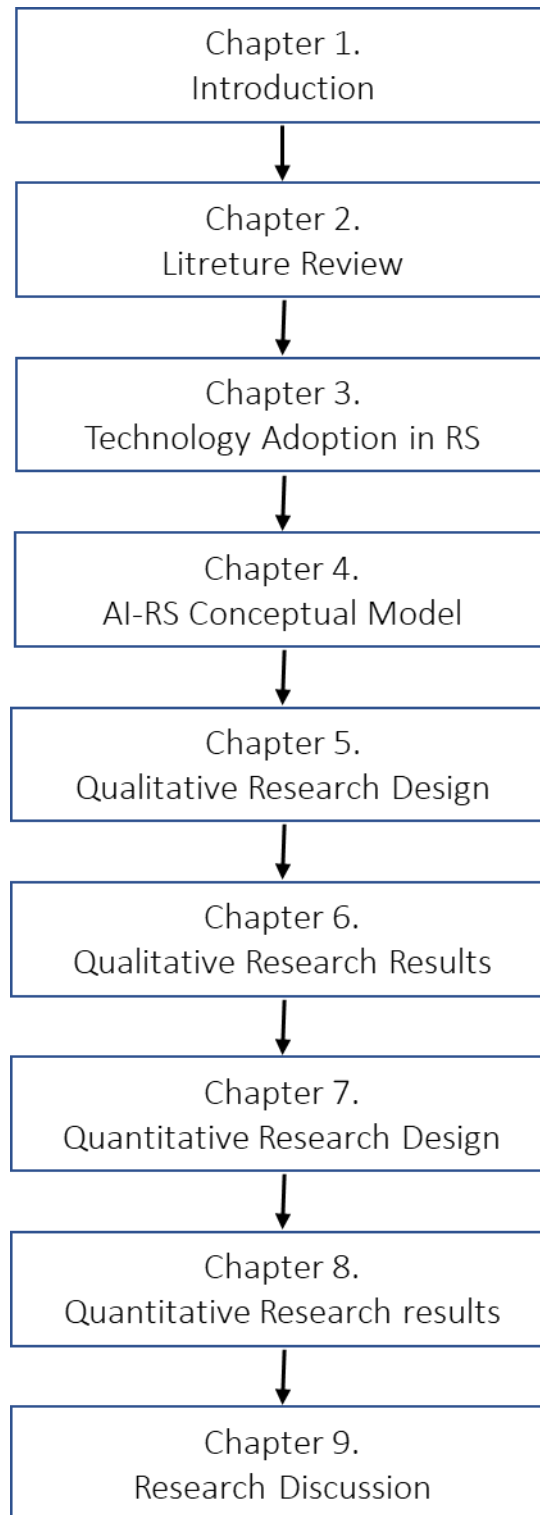 Chapter 1.
Introduction
Chapter 2.
Litreture Review
Chapter 3.
Technology Adoption in RS
Chapter 4.
AI-RS Conceptual Model
Chapter 5.
Qualitative Research Design
Chapter 6.
Qualitative Research Results
Chapter 7.
Quantitative Research Design
Chapter 8.
Quantitative Research results
Chapter 9.
Research Discussion